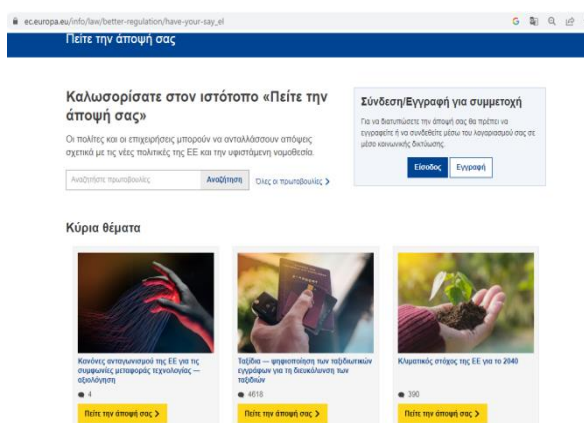 ec.europa.eu/info/law/better-regulation/have-your-say_el
Πείτε την άποψή σας
Καλωσορίσατε στον ιστότοπο «Πείτε την
άποψή σας»
Οι πολίτες και οι επιχειρήσεις μπορούν να ανταλλάσσουν απόψεις
σχετικά με τις νέες πολιτικές της ΕΕ και την υφιστάμενη νομοθεσία.
Αναζητήστε πρωτοβουλίες
Αναζήτηση
Όλες οι πρωτοβουλίες
Σύνδεση/Εγγραφή για συμμετοχή
Για να διατυπώσετε την άποψή σας θα πρέπει να
εγγραφείτε ή να συνδεθείτε μέσω του λογαριασμού σας σε
μέσο κοινωνικής δικτύωσης.
Είσοδος
Εγγραφή
Κύρια θέματα
Κανόνες ανταγωνισμού της ΕΕ για τις
συμφωνίες μεταφοράς τεχνολογίας —
αξιολόγηση
4
Πείτε την άποψή σας
Ταξίδια — ψηφιοποίηση των ταξιδιωτικών
εγγράφων για τη διευκόλυνση των
ταξιδιών
4618
Πείτε την άποψή σας
Κλιματικός στόχος της ΕΕ για το 2040
390
Πείτε την άποψή σας